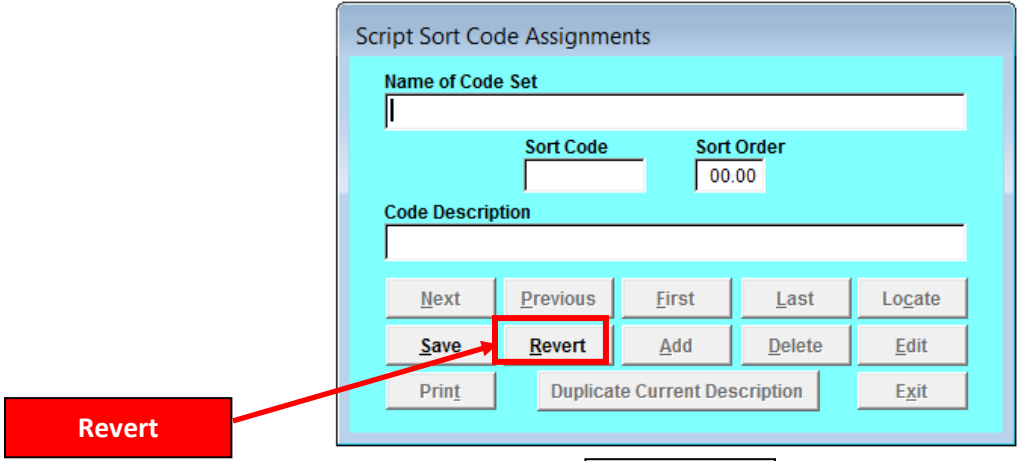 Script Sort Code Assignments
Name of Code Set
Sort Code Sort Order
00.00
Code Description
Next Previous First Last Locate
Save Revert Add Delete Edit
Print Duplicate Current Description Exit
Revert